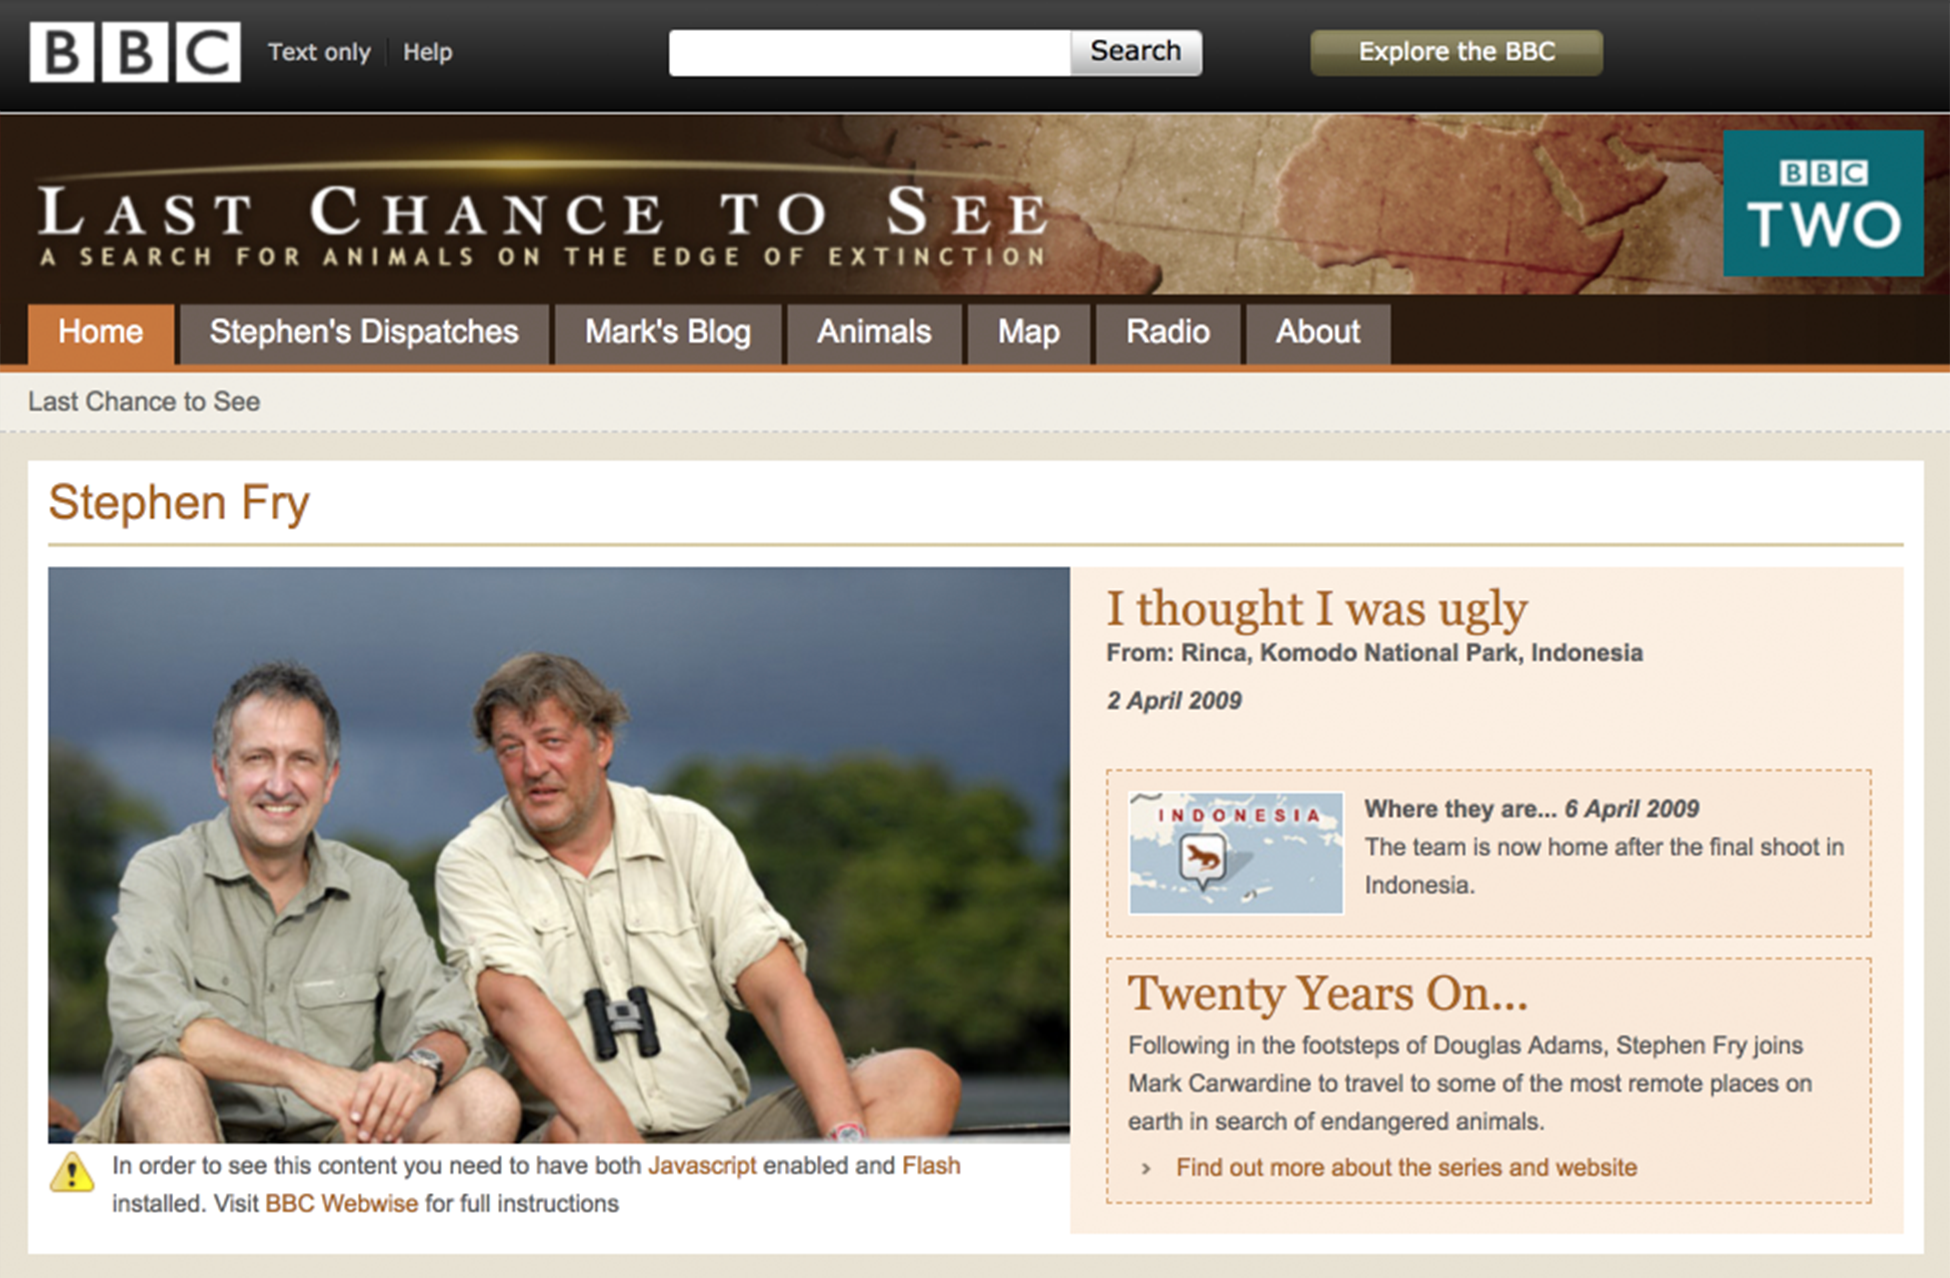 BBC Text only Help Search Explore the BBC
LAST CHANCE TO SEE
A SEARCH FOR ANIMALS ON THE EDGE OF EXTINCTION
BBC
TWO
Home Stephen's Dispatches Mark's Blog Animals Map Radio About
Last Chance to See
Stephen Fry
I thought I was ugly
From: Rinca, Komodo National Park, Indonesia
2 April 2009
INDONESIA
Where they are... 6 April 2009
The team is now home after the final shoot in
Indonesia.
Twenty Years On...
Following in the footsteps of Douglas Adams, Stephen Fry joins
Mark Carwardine to travel to some of the most remote places on
earth in search of endangered animals.
› Find out more about the series and website
In order to see this content you need to have both Javascript enabled and Flash
installed. Visit BBC Webwise for full instructions